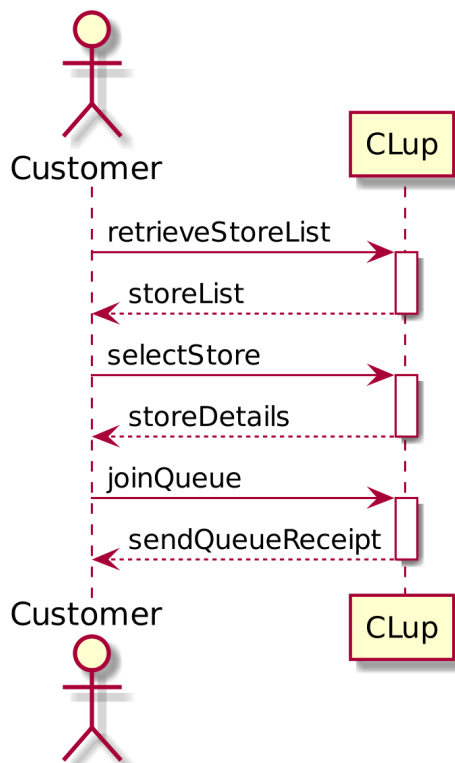 Customer
CLup
retrieveStoreList
storeList
selectStore
storeDetails
joinQueue
sendQueueReceipt
Customer
CLup